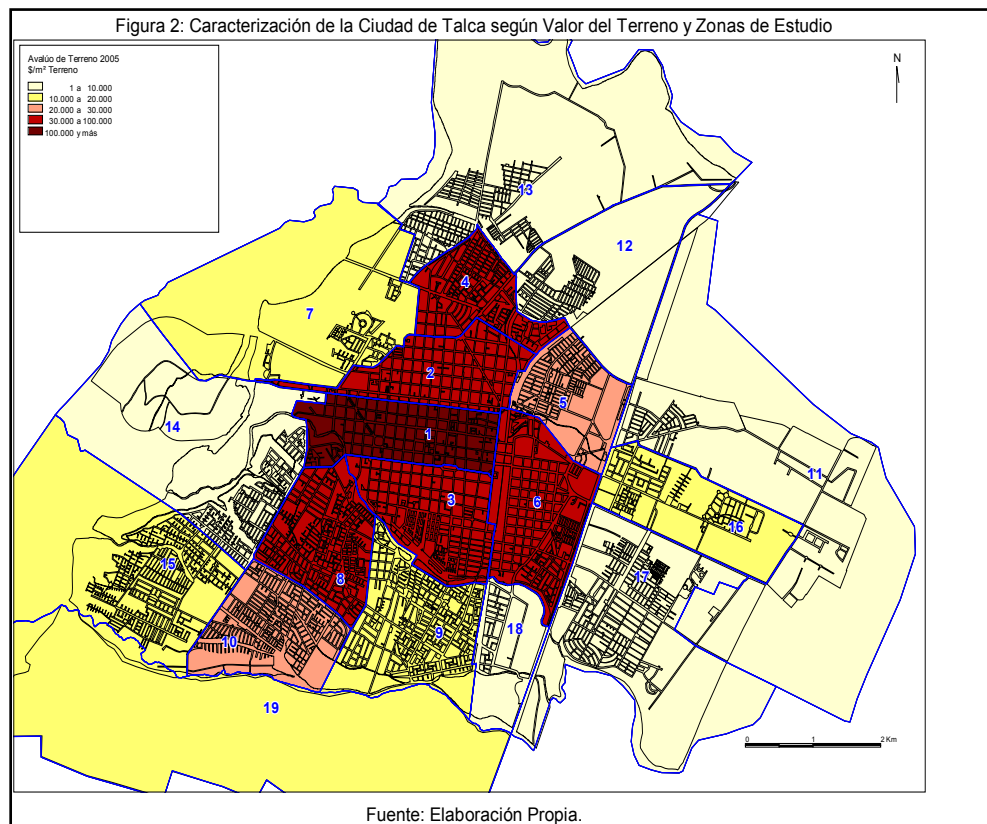 Figura 2: Caracterización de la Ciudad de Talca según Valor del Terreno y Zonas de Estudio
Avalúo de Terreno 2005
$/m² Terreno
1 a 10.000
10.000 a 20.000
20.000 a 30.000
30.000 a 100.000
100.000 y más
N
13
12
4
7
2
5
14
1
11
3
6
16
15
8
17
9
18
10
19
0 1 2 Km
Fuente: Elaboración Propia.